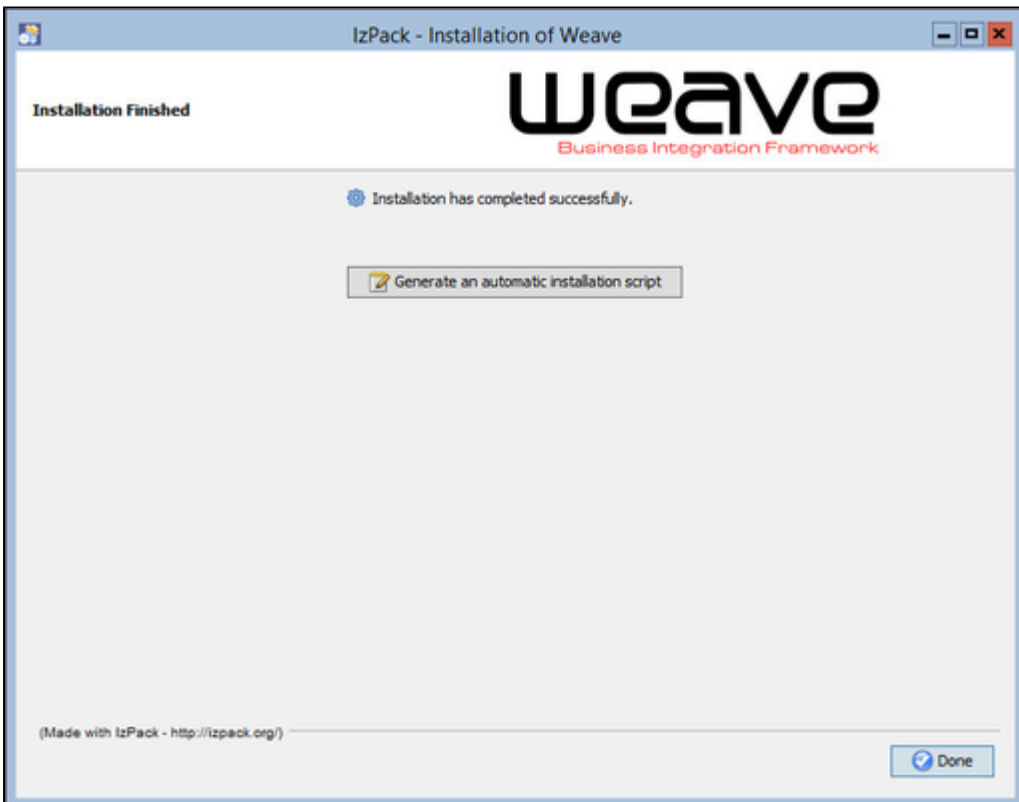 IzPack - Installation of Weave
Installation Finished
weave
Business Integration Framework
Installation has completed successfully.
Generate an automatic installation script
(Made with IzPack - http://izpack.org/)
Done